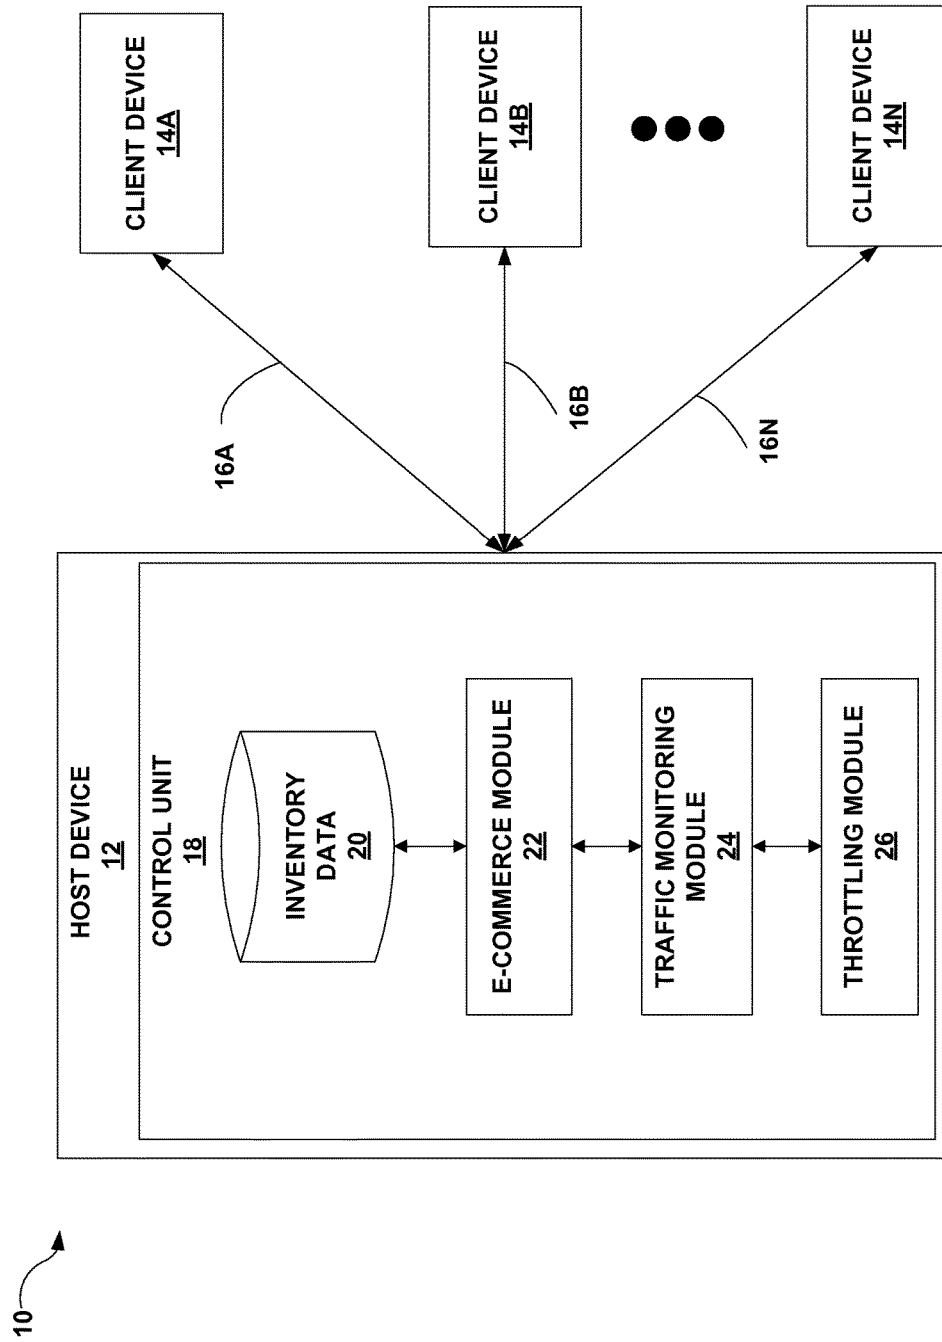 10
HOST DEVICE
12
CONTROL UNIT
18
INVENTORY
DATA
20
E-COMMERCE MODULE
22
TRAFFIC MONITORING
MODULE
24
THROTTLING MODULE
26
16A
16B
16N
CLIENT DEVICE
14A
CLIENT DEVICE
14B
CLIENT DEVICE
14N